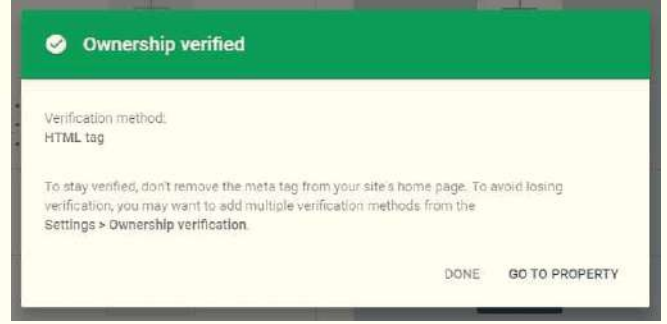 Ownership verified
Verification method:
HTML tag
To stay verified, don't remove the meta tag from your site's home page. To avoid losing
verification, you may want to add multiple verification methods from the
Settings > Ownership verification.
DONE GO TO PROPERTY